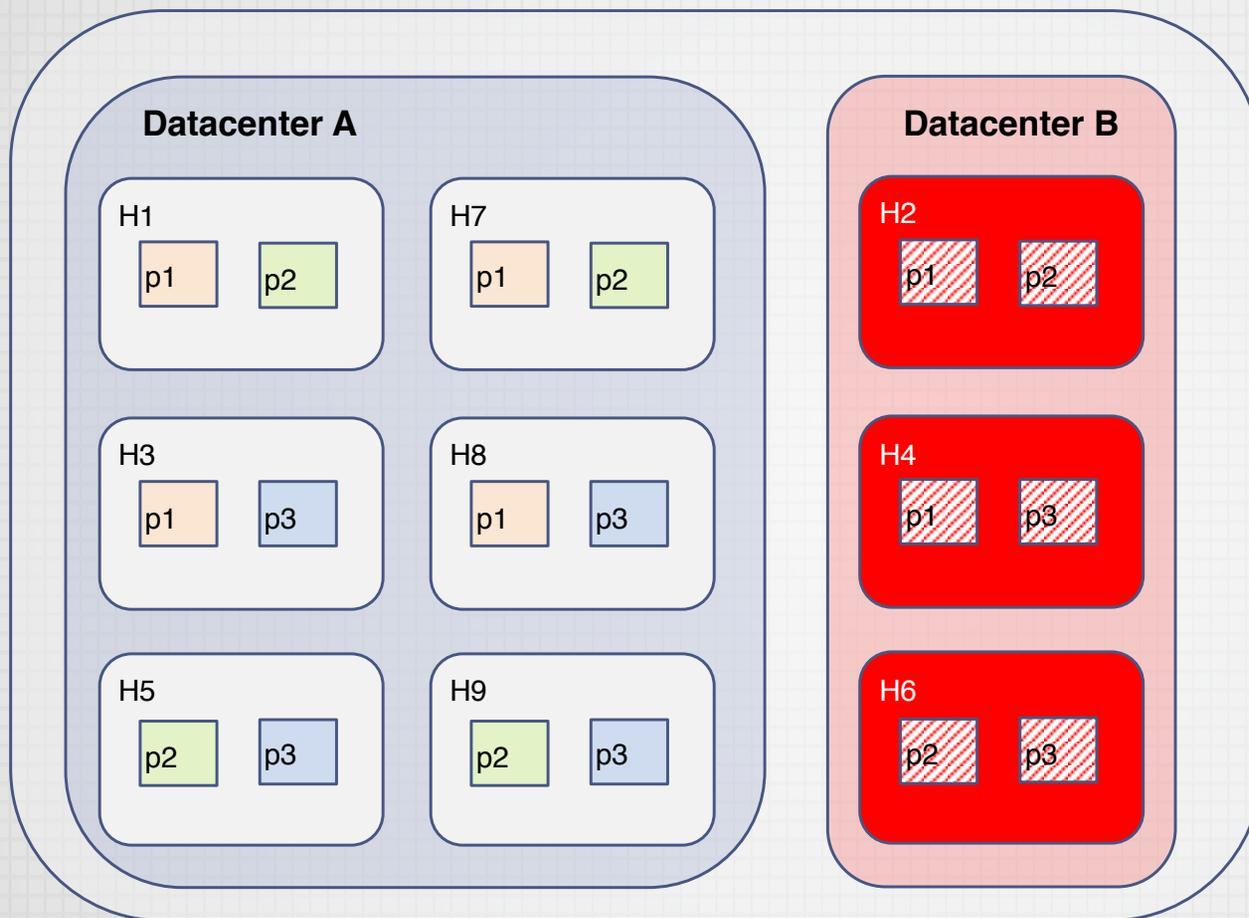 Datacenter A
H1
p1 p2
H7
p1 p2
H3
p1 p3
H8
p1 p3
H5
p2 p3
H9
p2 p3
Datacenter B
H2
p1 p2
H4
p1 p3
H6
p2 p3